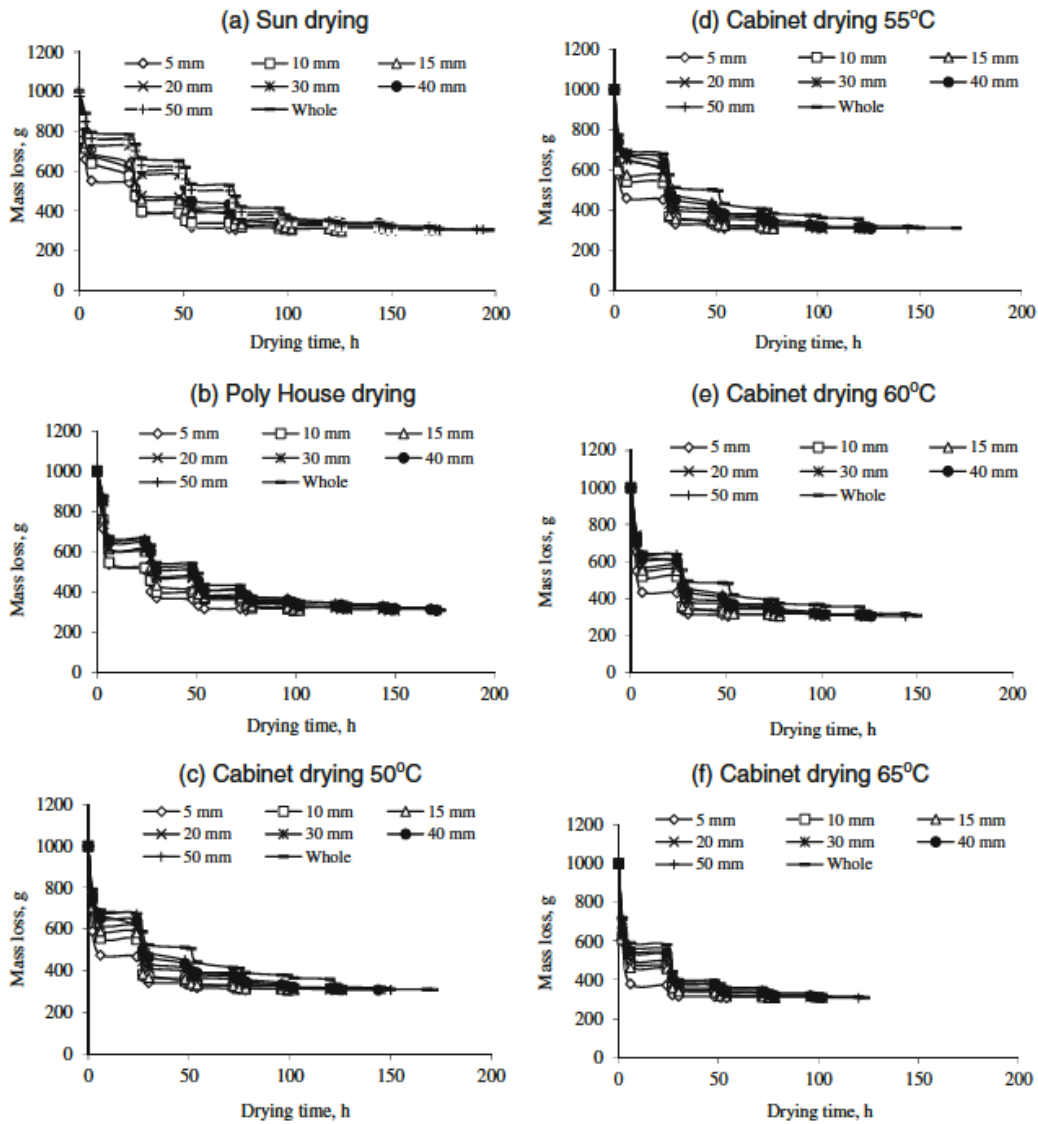 (a) Sun drying
1200
1000
800
600
400
200
0
Mass loss, g
5 mm 10 mm 15 mm
20 mm 30 mm 40 mm
50 mm Whole
0 50 100 150 200
Drying time, h
(b) Poly House drying
1200
1000
800
600
400
200
0
Mass loss, g
5 mm 10 mm 15 mm
20 mm 30 mm 40 mm
50 mm Whole
0 50 100 150 200
Drying time, h
(c) Cabinet drying 50°C
1200
1000
800
600
400
200
0
Mass loss, g
5 mm 10 mm 15 mm
20 mm 30 mm 40 mm
50 mm Whole
0 50 100 150 200
Drying time, h
(d) Cabinet drying 55°C
1200
1000
800
600
400
200
0
Mass loss, g
5 mm 10 mm 15 mm
20 mm 30 mm 40 mm
50 mm Whole
0 50 100 150 200
Drying time, h
(e) Cabinet drying 60°C
1200
1000
800
600
400
200
0
Mass loss, g
5 mm 10 mm 15 mm
20 mm 30 mm 40 mm
50 mm Whole
0 50 100 150 200
Drying time, h
(f) Cabinet drying 65°C
1200
1000
800
600
400
200
0
Mass loss, g
5 mm 10 mm 15 mm
20 mm 30 mm 40 mm
50 mm Whole
0 50 100 150 200
Drying time, h